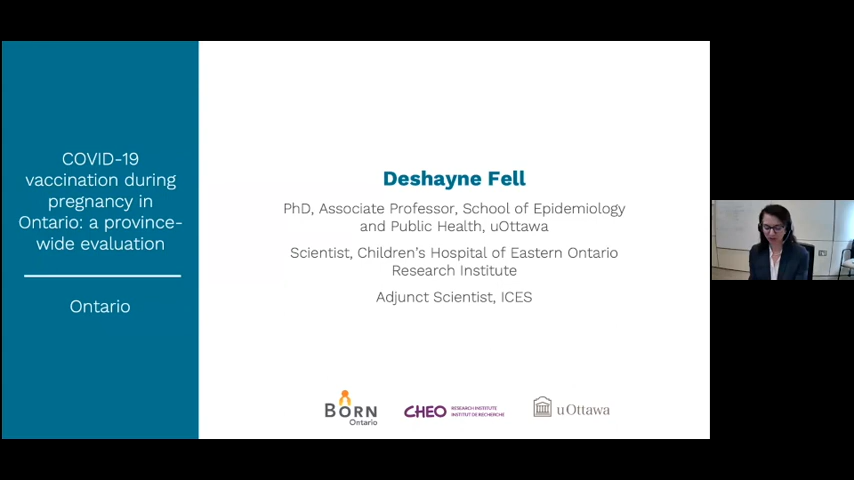 COVID-19
vaccination during
pregnancy in
Ontario: a province-
wide evaluation
Ontario
Deshayne Fell
PhD, Associate Professor, School of Epidemiology
and Public Health, uOttawa
Scientist, Children's Hospital of Eastern Ontario
Research Institute
Adjunct Scientist, ICES
BORN
Ontario
CHEO
RESEARCH INSTITUTE
INSTITUT DE RECHERCHE
uOttawa